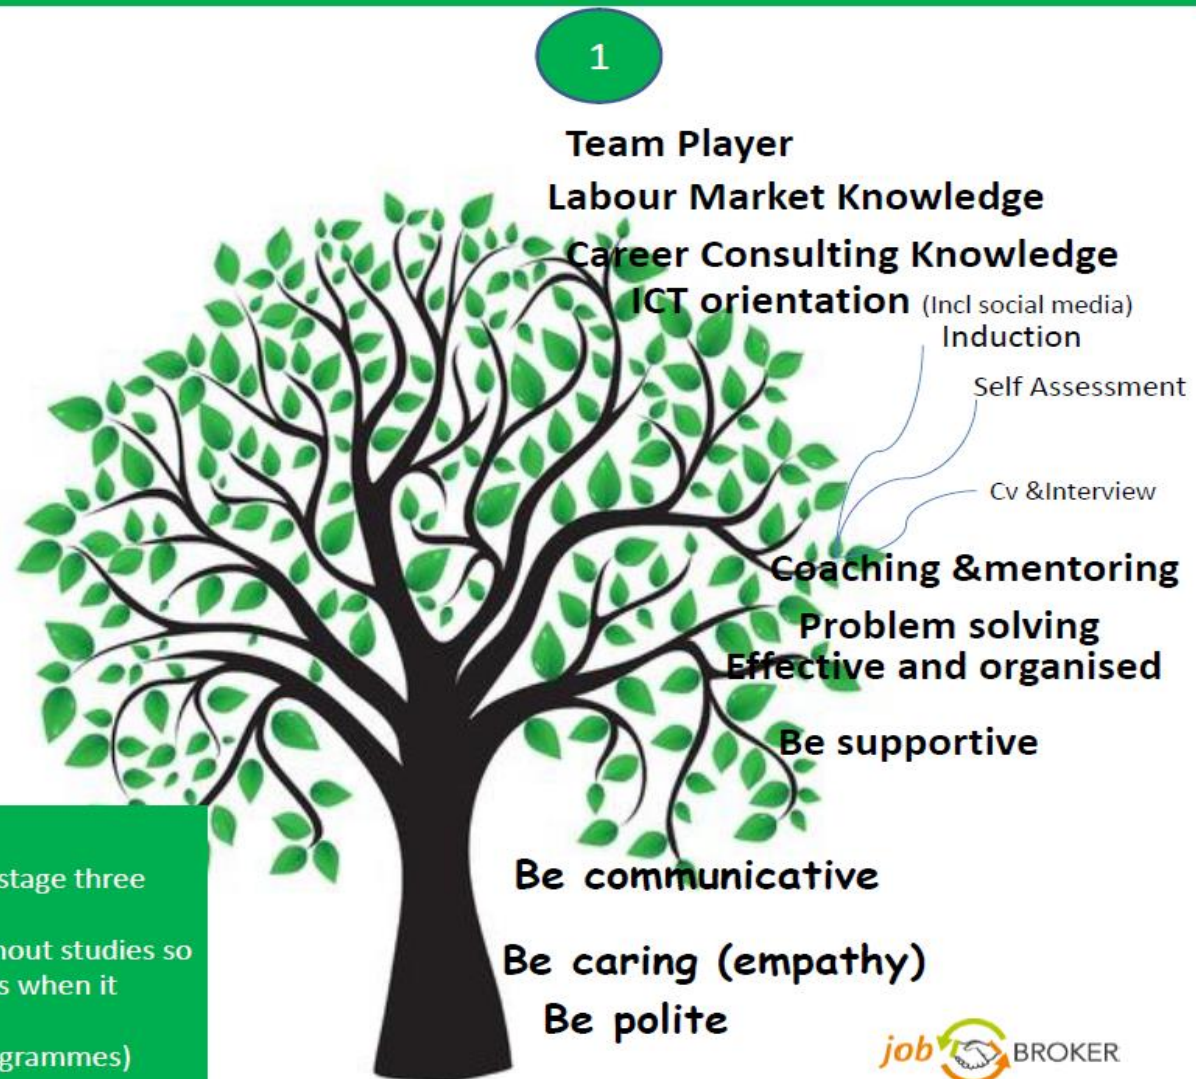 1
Team Player
Labour Market Knowledge
Career Consulting Knowledge
ICT orientation (Incl social media)
Induction
Self Assessment
Cv &Interview
Coaching &mentoring
Problem solving
Effective and organised
Be supportive
Be communicative
Be caring (empathy)
Be polite
stage three
studies so
when it
job BROKER